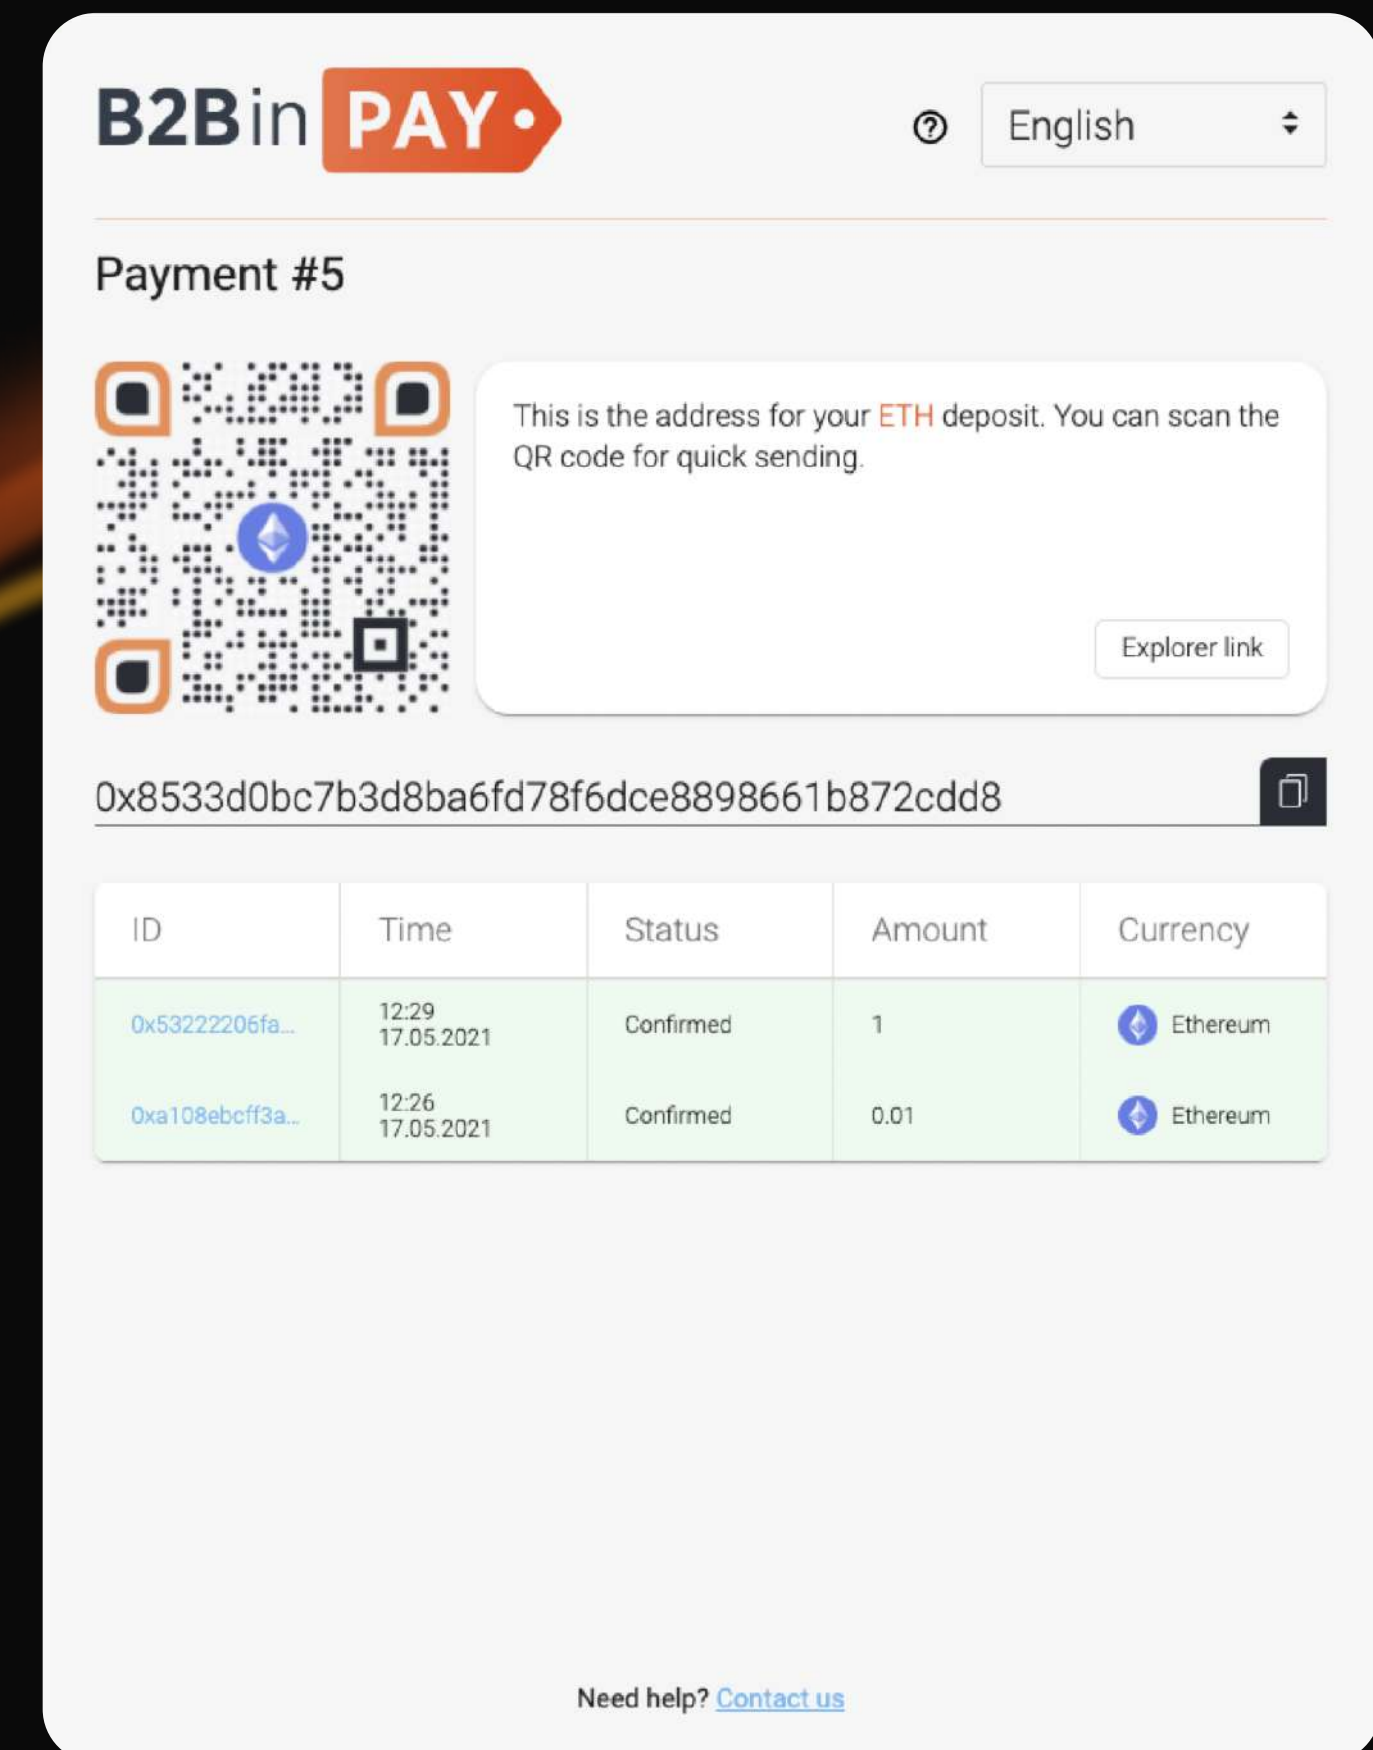 B2Bin PAY
English
Payment #5
This is the address for your ETH deposit. You can scan the
QR code for quick sending.
Explorer link
0x8533d0bc7b3d8ba6fd78f6dce8898661b872cdd8
ID Time Status Amount Currency
0x53222206fa... 12:29 17.05.2021 Confirmed 1 Ethereum
0xa108ebcff3a... 12:26 17.05.2021 Confirmed 0.01 Ethereum
Need help? Contact us